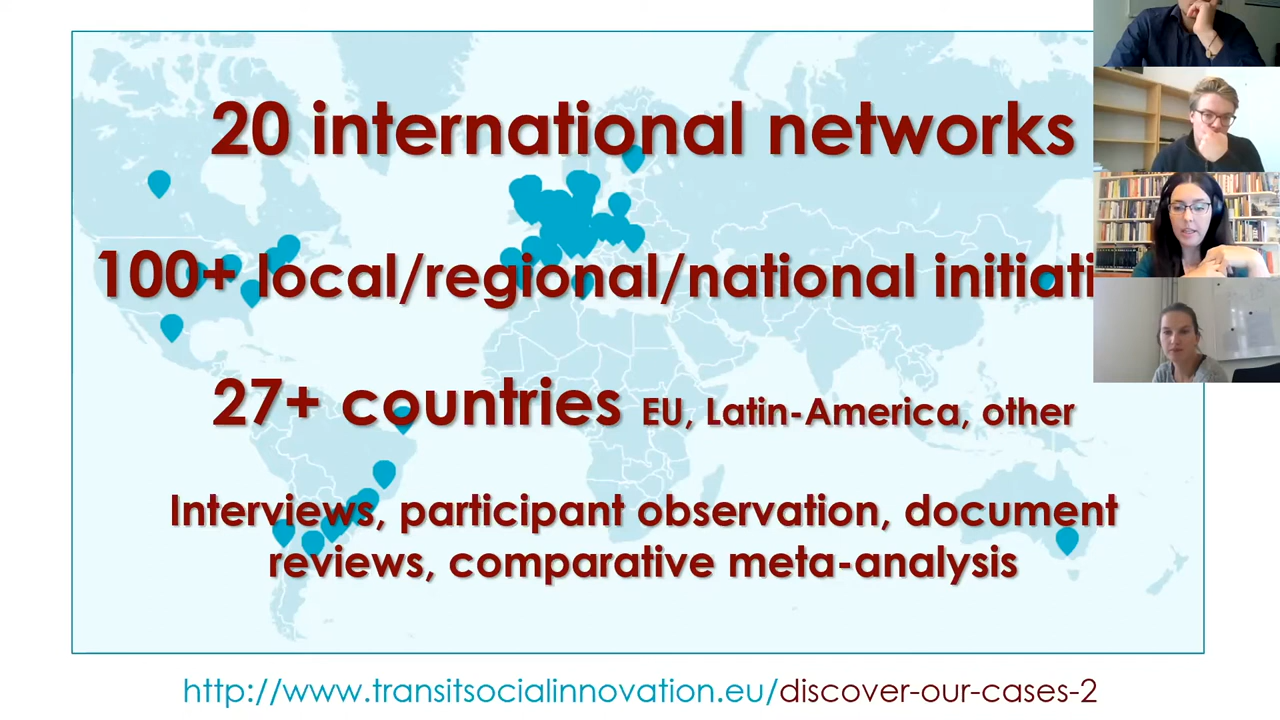 20 international networks
100+ local/regional/national initiati
27+ countries EU, Latin-America, other
Interviews, participant observation, document
reviews, comparative meta-analysis
http://www.transitsocialinnovation.eu/discover-our-cases-2